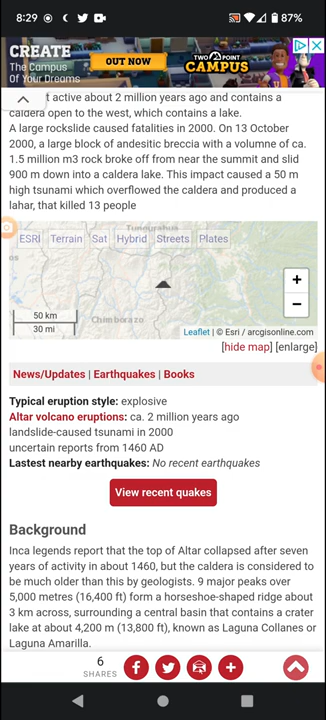 8:29
87%
CREATE
The Campus
Of Your Dreams
OUT NOW
TWO POINT
CAMPUS
t active about 2 million years ago and contains a
caldera open to the west, which contains a lake.
A large rockslide caused fatalities in 2000. On 13 October
2000, a large block of andesitic breccia with a volumne of ca.
1.5 million m3 rock broke off from near the summit and slid
900 m down into a caldera lake. This impact caused a 50 m
high tsunami which overflowed the caldera and produced a
lahar, that killed 13 people
Tungurahua
ESRI Terrain Sat Hybrid Streets Plates
os
+
−
50 km
30 mi
Chimborazo
Leaflet | © Esri / arcgisonline.com
[hide map] [enlarge]
News/Updates | Earthquakes | Books
Typical eruption style: explosive
Altar volcano eruptions: ca. 2 million years ago
landslide-caused tsunami in 2000
uncertain reports from 1460 AD
Lastest nearby earthquakes: No recent earthquakes
View recent quakes
Background
Inca legends report that the top of Altar collapsed after seven
years of activity in about 1460, but the caldera is considered to
be much older than this by geologists. 9 major peaks over
5,000 metres (16,400 ft) form a horseshoe-shaped ridge about
3 km across, surrounding a central basin that contains a crater
lake at about 4,200 m (13,800 ft), known as Laguna Collanes or
Laguna Amarilla.
6
SHARES